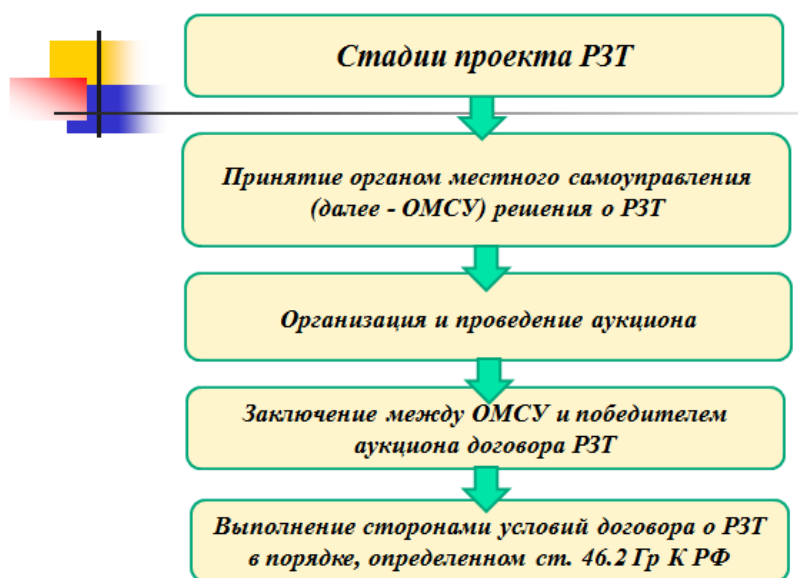 Стадии проекта РЗТ
Принятие органом местного самоуправления
(далее - ОМСУ) решения о РЗТ
Организация и проведение аукциона
Заключение между ОМСУ и победителем
аукциона договора РЗТ
Выполнение сторонами условий договора о РЗТ
в порядке, определенном ст. 46.2 Гр К РФ